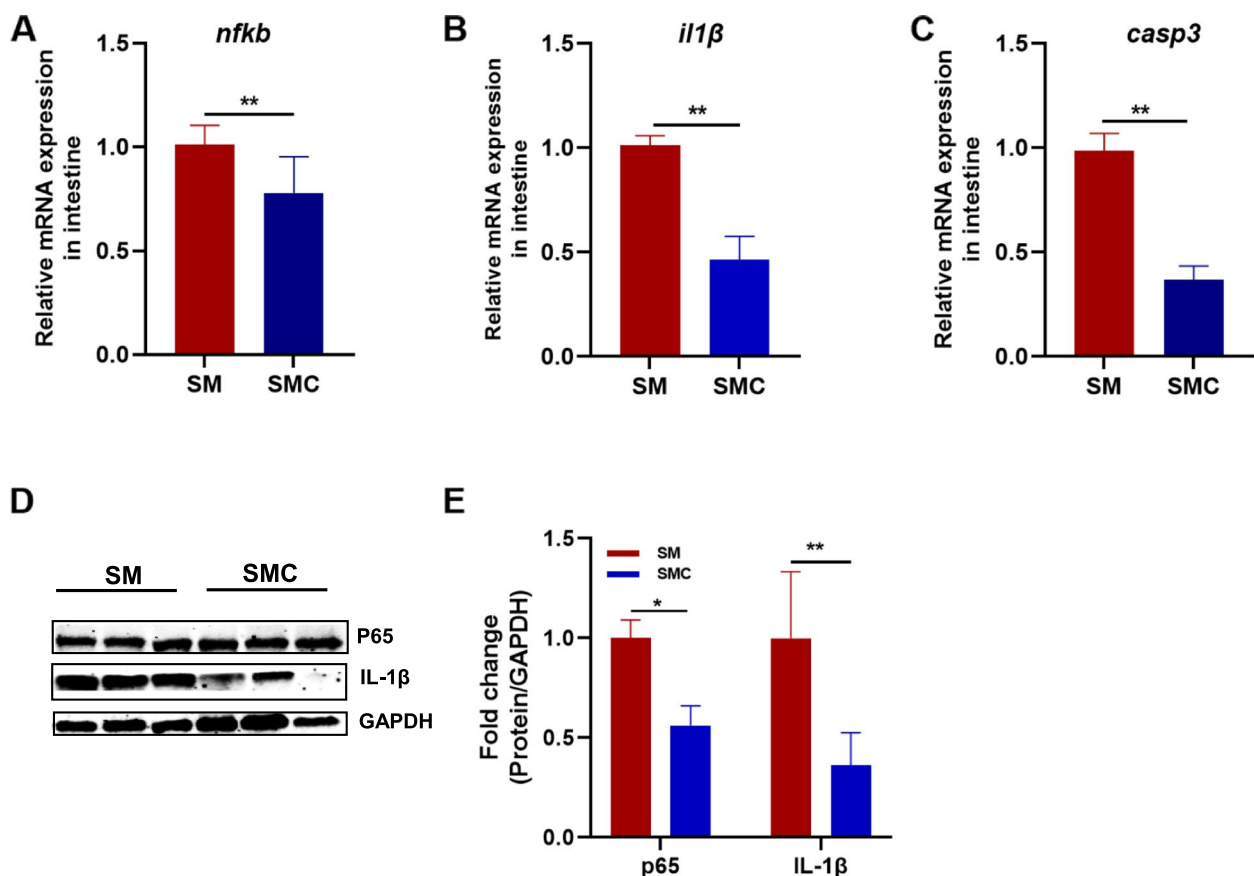 A
nfkb
Relative mRNA expression
in intestine
1.5
1.0
0.5
0.0
**
SM
SMC
B
il1β
Relative mRNA expression
in intestine
1.5
1.0
0.5
0.0
**
SM
SMC
C
casp3
Relative mRNA expression
in intestine
1.5
1.0
0.5
0.0
**
SM
SMC
D
SM
SMC
P65
IL-1β
GAPDH
E
Fold change
(Protein/GAPDH)
1.5
1.0
0.5
0.0
SM
SMC
*
**
p65
IL-1β